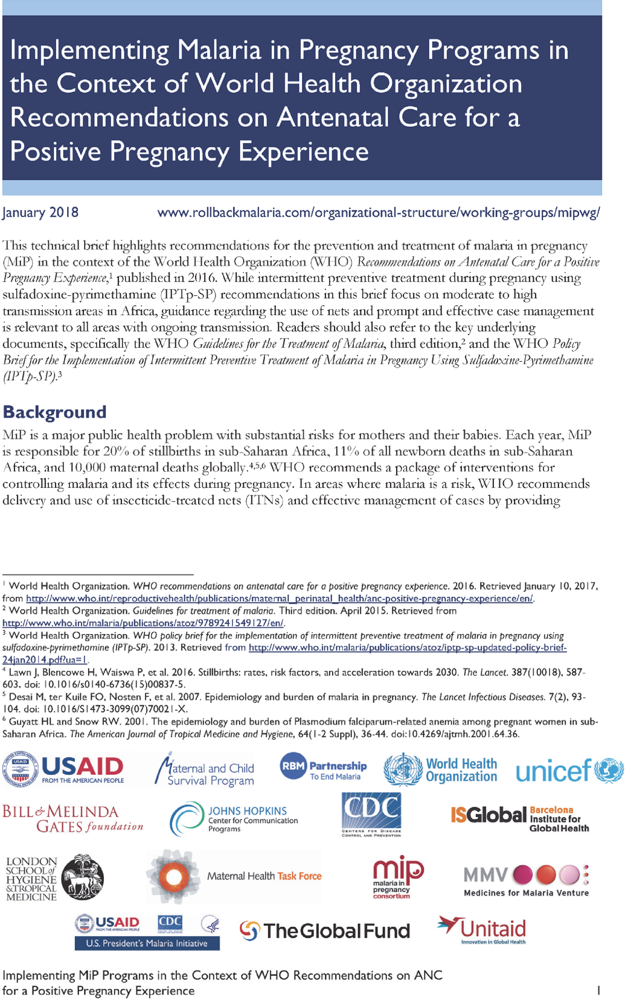 Implementing Malaria in Pregnancy Programs in
the Context of World Health Organization
Recommendations on Antenatal Care for a
Positive Pregnancy Experience
January 2018 www.rollbackmalaria.com/organizational-structure/working-groups/mipwg/
This technical brief highlights recommendations for the prevention and treatment of malaria in pregnancy
(MiP) in the context of the World Health Organization (WHO) Recommendations on Antenatal Care for a Positive
Pregnancy Experience,1 published in 2016. While intermittent preventive treatment during pregnancy using
sulfadoxine-pyrimethamine (IPTp-SP) recommendations in this brief focus on moderate to high
transmission areas in Africa, guidance regarding the use of nets and prompt and effective case management
is relevant to all areas with ongoing transmission. Readers should also refer to the key underlying
documents, specifically the WHO Guidelines for the Treatment of Malaria, third edition,2 and the WHO Policy
Brief for the Implementation of Intermittent Preventive Treatment of Malaria in Pregnancy Using Sulfadoxine-Pyrimethamine
(IPTp-SP).3
Background
MiP is a major public health problem with substantial risks for mothers and their babies. Each year, MiP
is responsible for 20% of stillbirths in sub-Saharan Africa, 11% of all newborn deaths in sub-Saharan
Africa, and 10,000 maternal deaths globally.4,5,6 WHO recommends a package of interventions for
controlling malaria and its effects during pregnancy. In areas where malaria is a risk, WHO recommends
delivery and use of insecticide-treated nets (ITNs) and effective management of cases by providing
1 World Health Organization. WHO recommendations on antenatal care for a positive pregnancy experience. 2016. Retrieved January 10, 2017,
from http://www.who.int/reproductivehealth/publications/maternal_perinatal_health/anc-positive-pregnancy-experience/en/.
2 World Health Organization. Guidelines for treatment of malaria. Third edition. April 2015. Retrieved from
http://www.who.int/malaria/publications/atoz/9789241549127/en/.
3 World Health Organization. WHO policy brief for the implementation of intermittent preventive treatment of malaria in pregnancy using
sulfadoxine-pyrimethamine (IPTp-SP). 2013. Retrieved from http://www.who.int/malaria/publications/atoz/iptp-sp-updated-policy-brief-
24jan2014.pdf?ua=1.
4 Lawn J, Blencowe H, Waiswa P, et al. 2016. Stillbirths: rates, risk factors, and acceleration towards 2030. The Lancet. 387(10018), 587-
603. doi: 10.1016/s0140-6736(15)00837-5.
5 Desai M, ter Kuile FO, Nosten F, et al. 2007. Epidemiology and burden of malaria in pregnancy. The Lancet Infectious Diseases. 7(2), 93-
104. doi: 10.1016/S1473-3099(07)70021-X.
6 Guyatt HL and Snow RW. 2001. The epidemiology and burden of Plasmodium falciparum-related anemia among pregnant women in sub-
Saharan Africa. The American Journal of Tropical Medicine and Hygiene, 64(1-2 Suppl), 36-44. doi:10.4269/ajtmh.2001.64.36.
USAID
FROM THE AMERICAN PEOPLE
Maternal and Child
Survival Program
RBM Partnership
To End Malaria
World Health
Organization
unicef
BILL & MELINDA
GATES foundation
JOHNS HOPKINS
Center for Communication
Programs
CDC
CENTERS FOR DISEASE
CONTROL AND PREVENTION
ISGlobal Barcelona
Institute for
Global Health
LONDON
SCHOOL of
HYGIENE
& TROPICAL
MEDICINE
Maternal Health Task Force
mip
malaria in
pregnancy
consortium
MMV
Medicines for Malaria Venture
USAID
FROM THE AMERICAN PEOPLE
CDC
U.S. President's Malaria Initiative
The Global Fund
Unitaid
Innovation in Global Health
Implementing MiP Programs in the Context of WHO Recommendations on ANC
for a Positive Pregnancy Experience 1